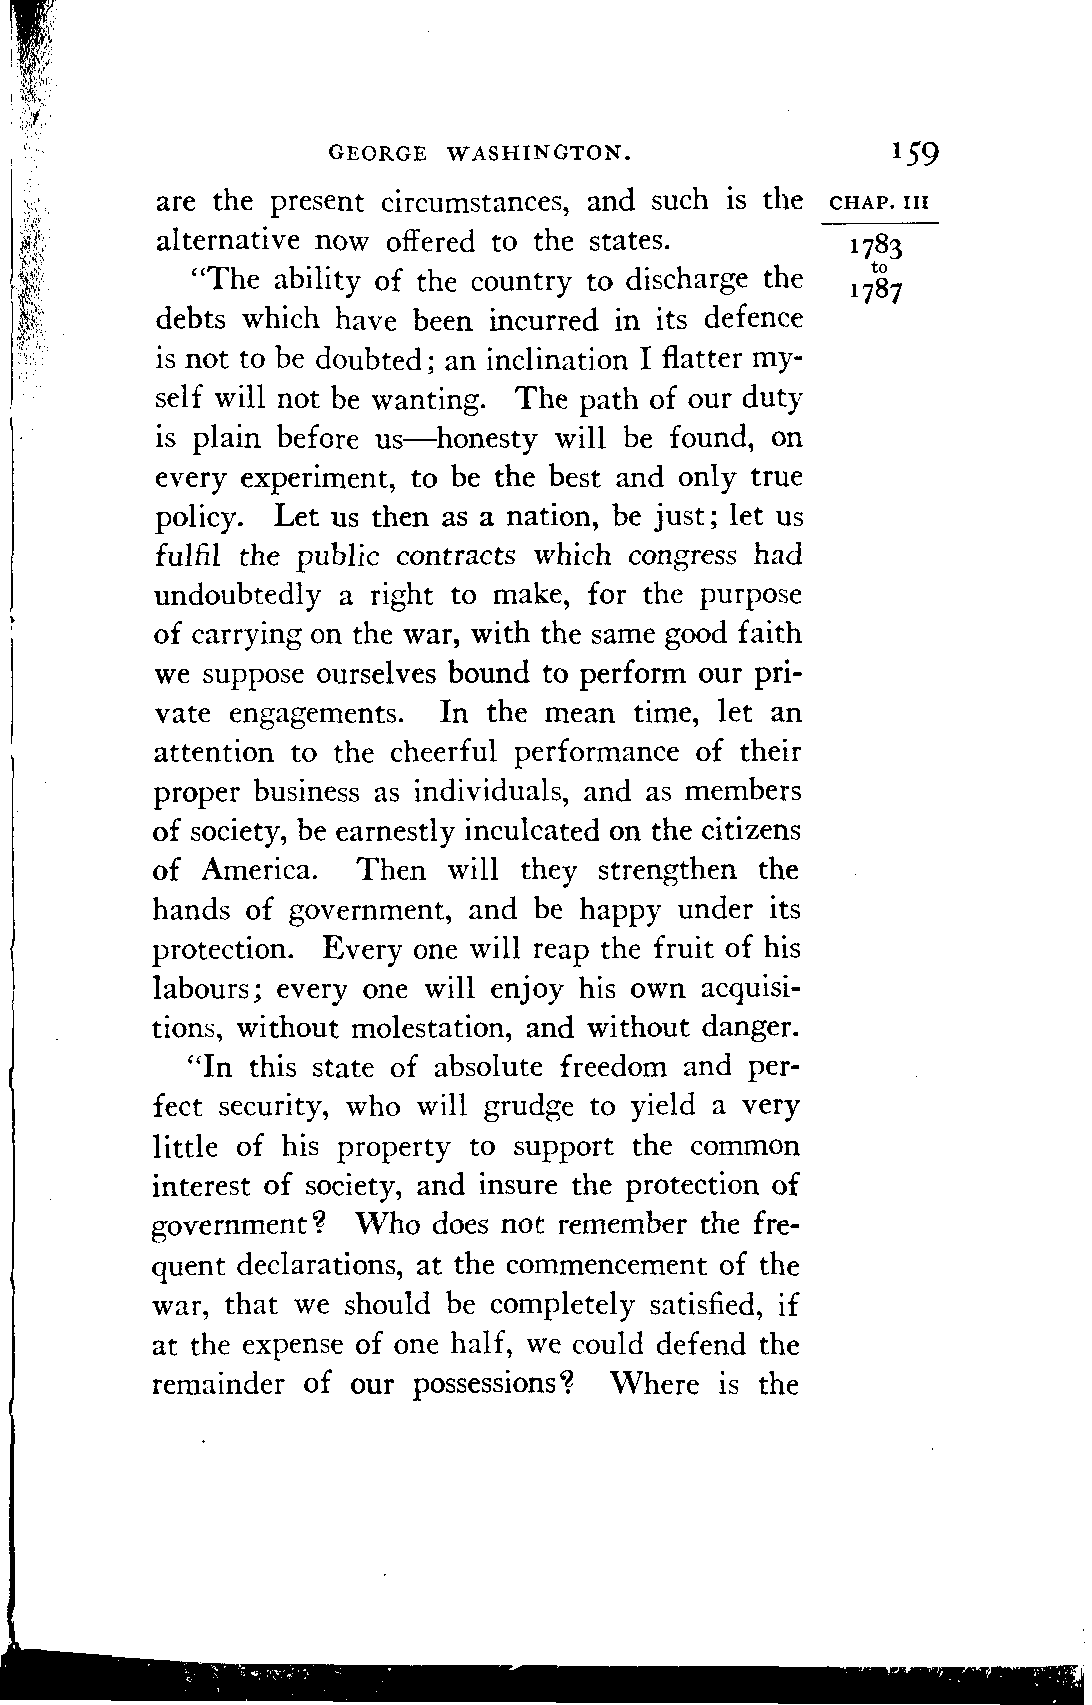 GEORGE WASHINGTON. 159
are the present circumstances, and such is the
alternative now offered to the states.
CHAP. III
1783
to
1787
"The ability of the country to discharge the
debts which have been incurred in its defence
is not to be doubted; an inclination I flatter my-
self will not be wanting. The path of our duty
is plain before us—honesty will be found, on
every experiment, to be the best and only true
policy. Let us then as a nation, be just; let us
fulfil the public contracts which congress had
undoubtedly a right to make, for the purpose
of carrying on the war, with the same good faith
we suppose ourselves bound to perform our pri-
vate engagements. In the mean time, let an
attention to the cheerful performance of their
proper business as individuals, and as members
of society, be earnestly inculcated on the citizens
of America. Then will they strengthen the
hands of government, and be happy under its
protection. Every one will reap the fruit of his
labours; every one will enjoy his own acquisi-
tions, without molestation, and without danger.
"In this state of absolute freedom and per-
fect security, who will grudge to yield a very
little of his property to support the common
interest of society, and insure the protection of
government? Who does not remember the fre-
quent declarations, at the commencement of the
war, that we should be completely satisfied, if
at the expense of one half, we could defend the
remainder of our possessions? Where is the